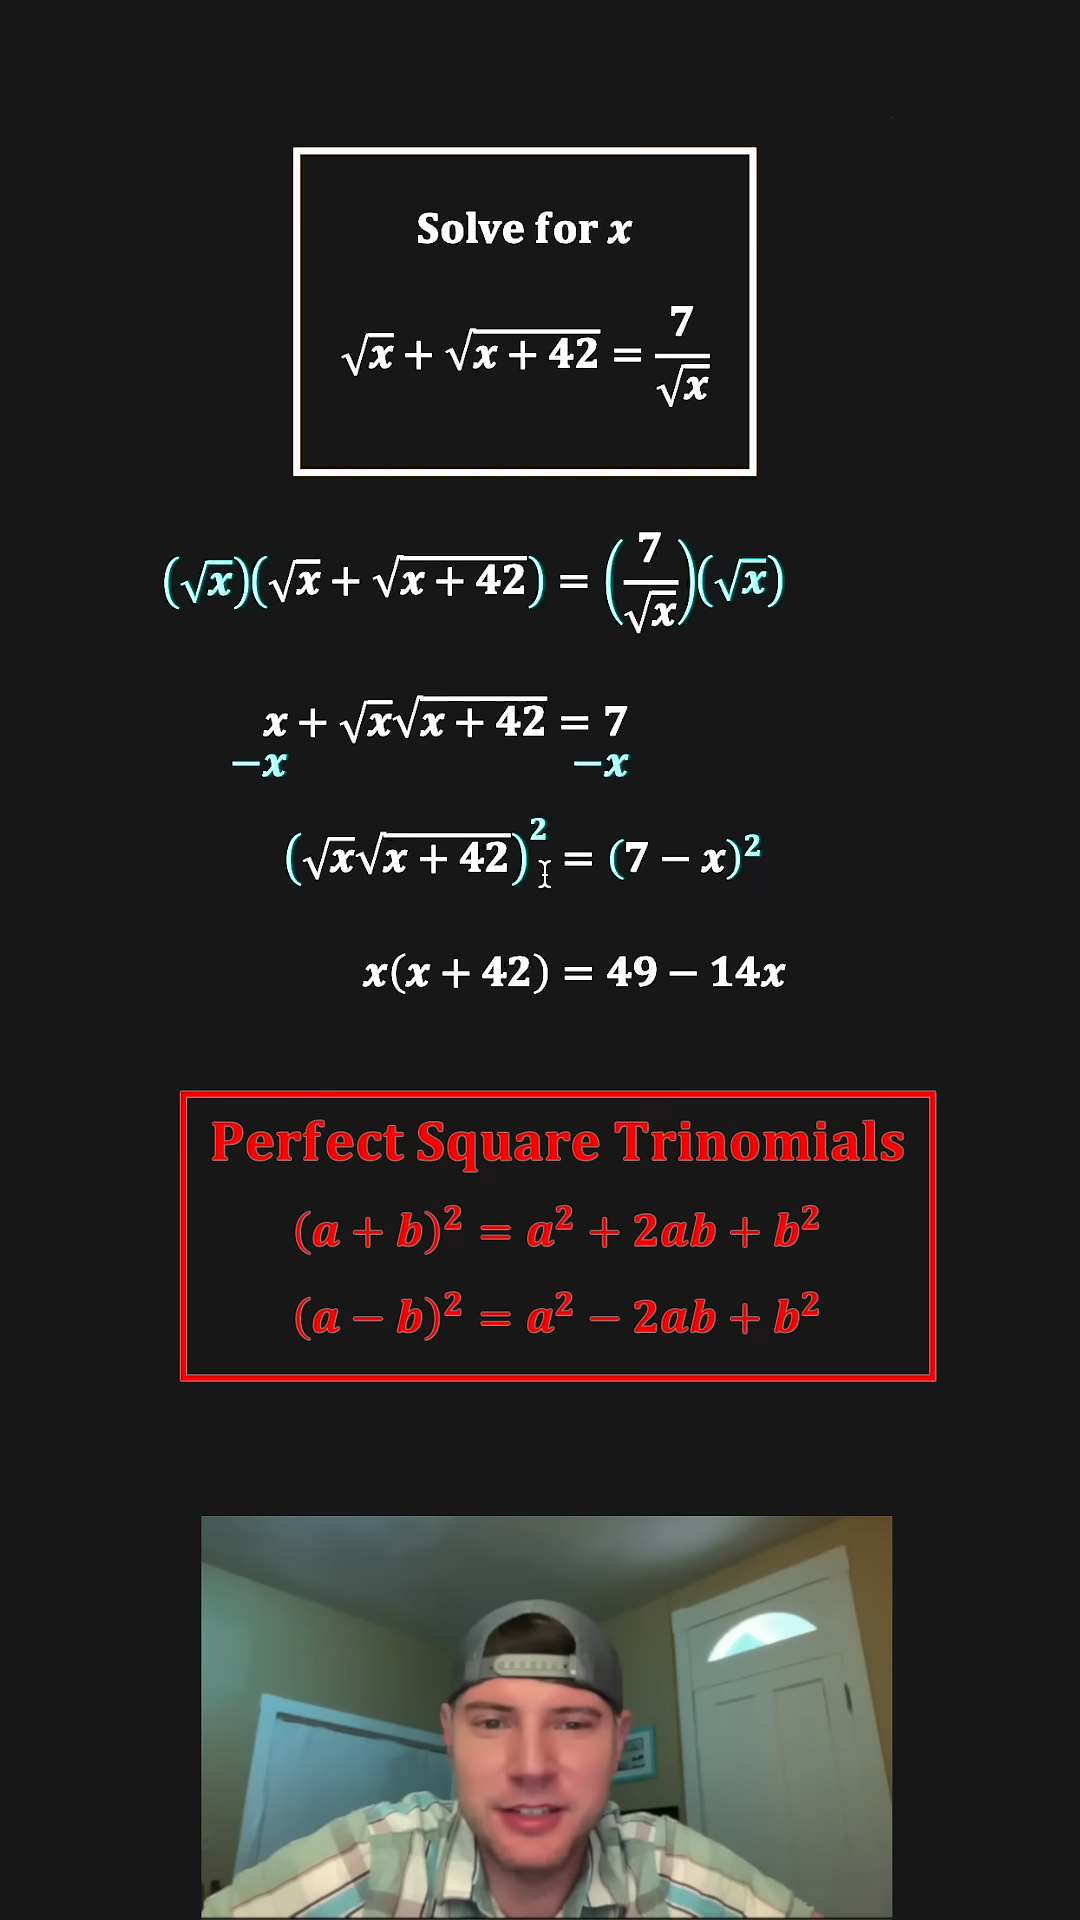 Solve for x
√x + √(x + 42) = 7/√x
(√x)(√x + √(x + 42)) = (7/√x)(√x)
x + √x√(x + 42) = 7
−x −x
(√x√(x + 42))² = (7 − x)²
x(x + 42) = 49 − 14x
Perfect Square Trinomials
(a + b)² = a² + 2ab + b²
(a − b)² = a² − 2ab + b²